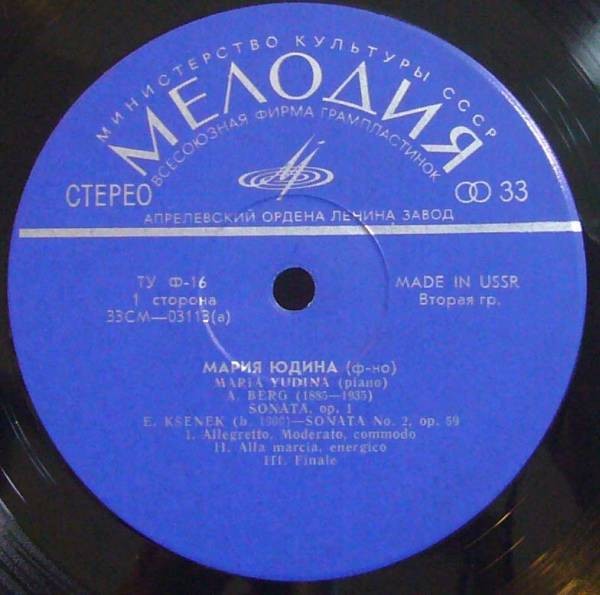 МИНИСТЕРСТВО КУЛЬТУРЫ СССР
МЕЛОДИЯ
ВСЕСОЮЗНАЯ ФИРМА ГРАМПЛАСТИНОК
СТЕРЕО
33
АПРЕЛЕВСКИЙ ОРДЕНА ЛЕНИНА ЗАВОД
ТУ Ф-16
1 сторона
33СМ—03113(а)
MADE IN USSR
Вторая гр.
МАРИЯ ЮДИНА (ф-но)
MARIA YUDINA (piano)
A. BERG (1885—1935)
SONATA, op. 1
E. KSENEK (b. 1900)—SONATA No. 2, op. 59
I. Allegretto, Moderato, commodo
II. Alla marcia, energico
III. Finale